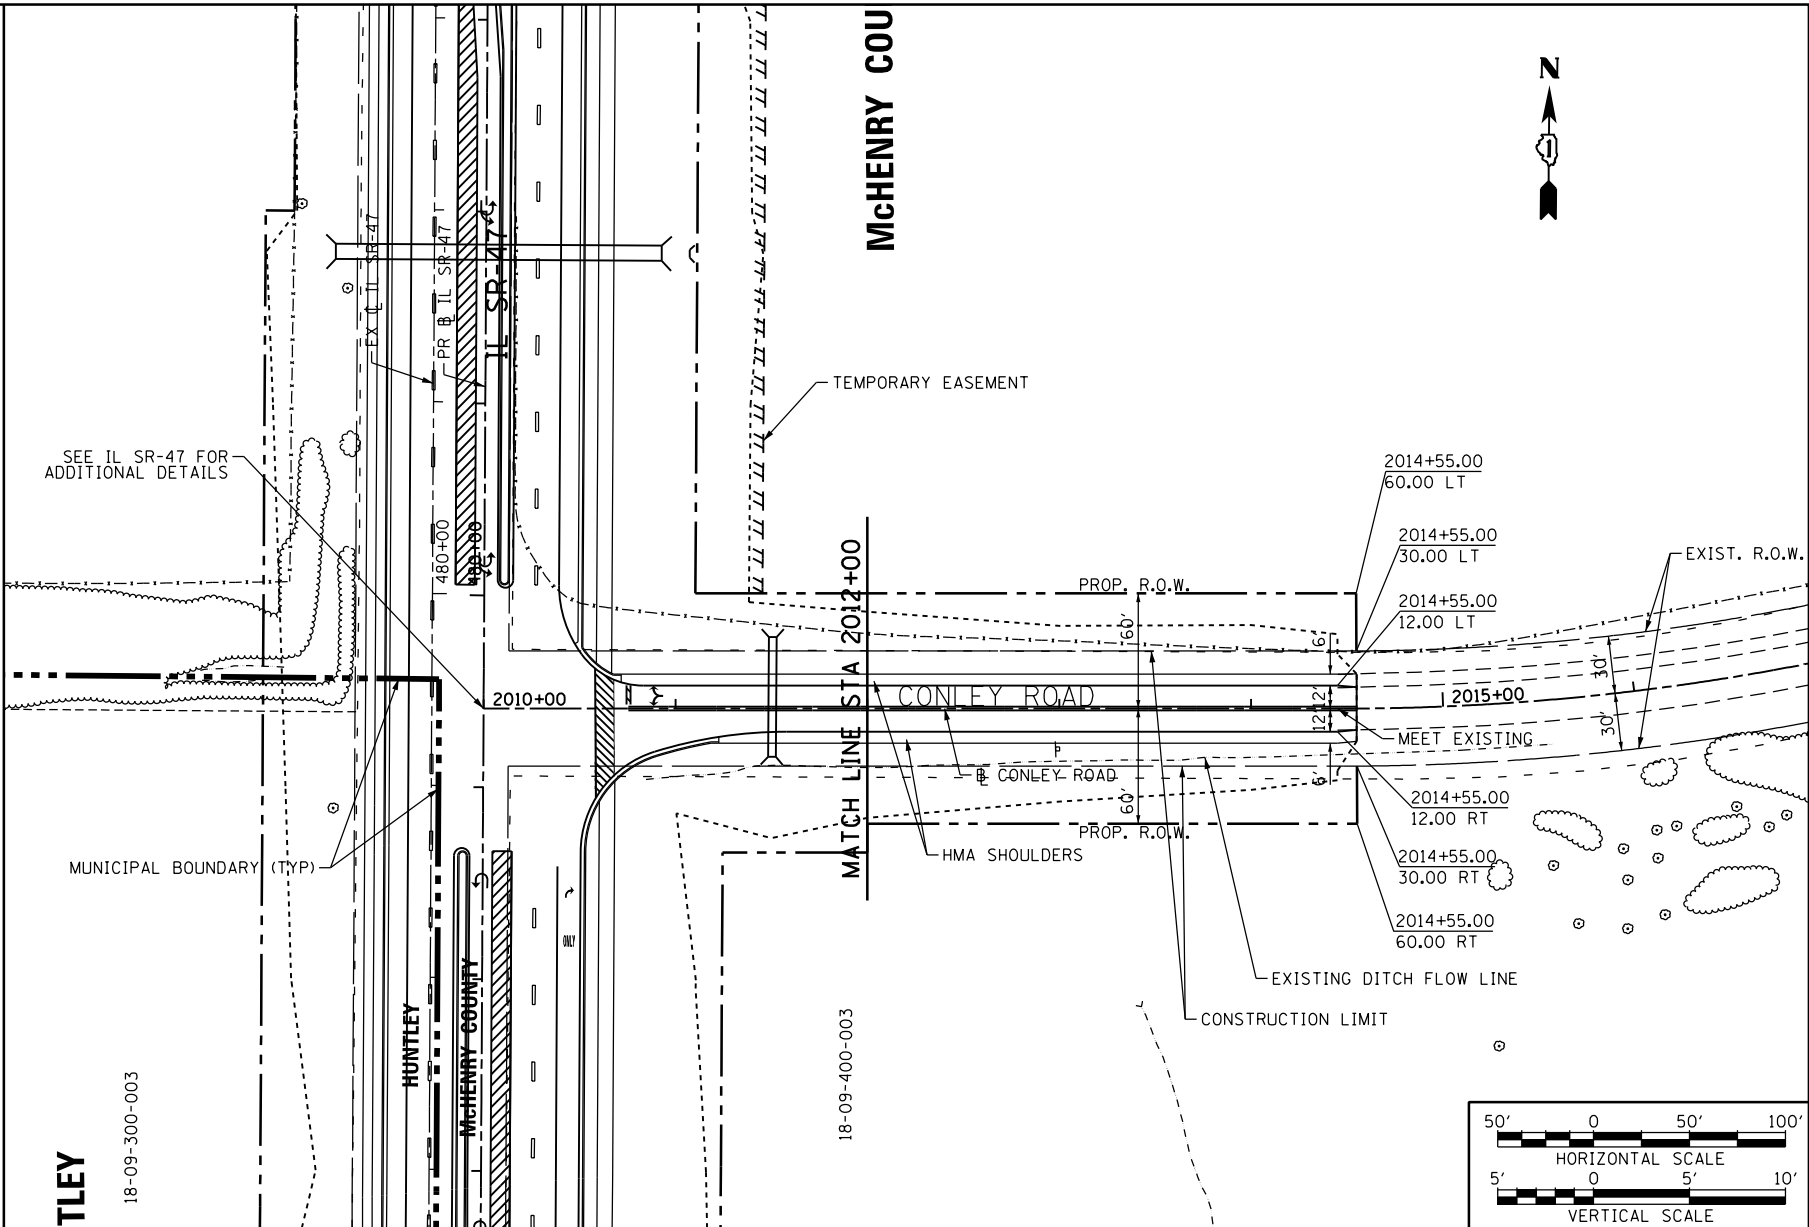 McHENRY COU
N
EX ℄ IL SR-47
PR ⅊ IL SR-47
IL SR-47
TEMPORARY EASEMENT
SEE IL SR-47 FOR
ADDITIONAL DETAILS
2014+55.00
60.00 LT
480+00
480+00
2014+55.00
30.00 LT
EXIST. R.O.W.
MATCH LINE STA 2012+00
PROP. R.O.W.
2014+55.00
12.00 LT
60'
6'
30'
2010+00
CONLEY ROAD
12'
12'
2015+00
30'
MEET EXISTING
CONLEY ROAD
60'
6'
2014+55.00
12.00 RT
PROP. R.O.W.
HMA SHOULDERS
MUNICIPAL BOUNDARY (TYP)
2014+55.00
30.00 RT
2014+55.00
60.00 RT
ONLY
EXISTING DITCH FLOW LINE
CONSTRUCTION LIMIT
HUNTLEY
McHENRY COUNTY
18-09-400-003
18-09-300-003
TLEY
50' 0 50' 100'
HORIZONTAL SCALE
5' 0 5' 10'
VERTICAL SCALE